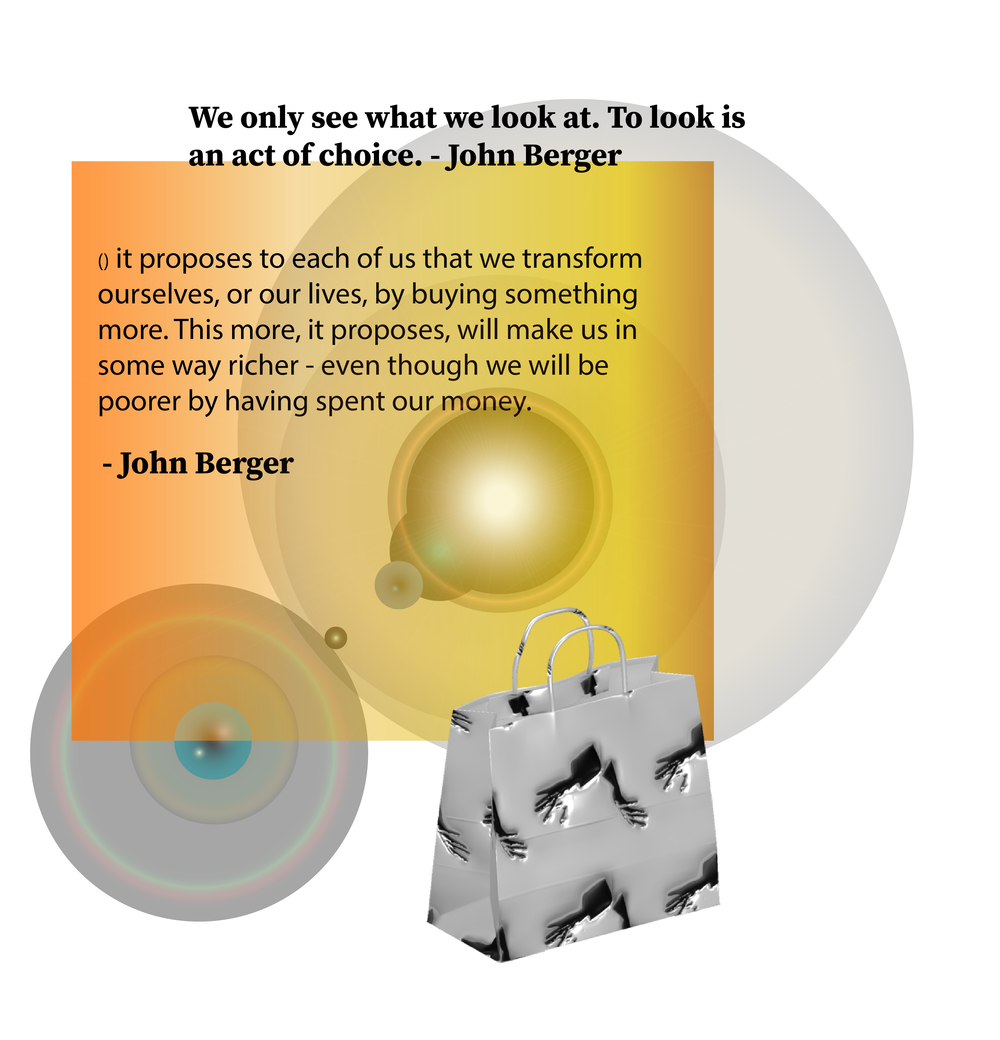 We only see what we look at. To look is
an act of choice. - John Berger
() it proposes to each of us that we transform
ourselves, or our lives, by buying something
more. This more, it proposes, will make us in
some way richer - even though we will be
poorer by having spent our money.
- John Berger